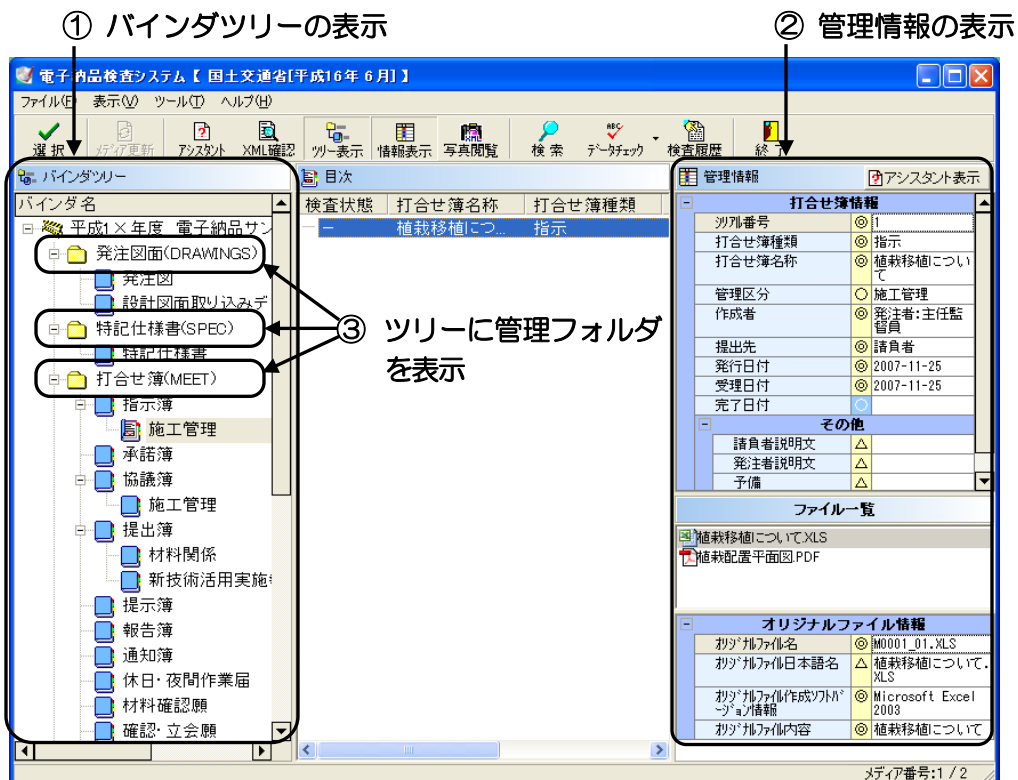 ① バインダツリーの表示
② 管理情報の表示
電子納品検査システム【 国土交通省[平成16年 6月] 】
ファイル(F) 表示(V) ツール(T) ヘルプ(H)
選 択 メディア更新 アシスタント XML確認 ツリー表示 情報表示 写真閲覧 検 索 データチェック 検査履歴 終 了
バインダツリー
バインダ名
平成1×年度 電子納品サン
発注図面(DRAWINGS)
発注図
設計図面取り込みデ
特記仕様書(SPEC)
特記仕様書
打合せ簿(MEET)
指示簿
施工管理
承諾簿
協議簿
施工管理
提出簿
材料関係
新技術活用実施
提示簿
報告簿
通知簿
休日・夜間作業届
材料確認願
確認・立会願
目次
検査状態 打合せ簿名称 打合せ簿種類
− 植栽移植につ... 指示
③ ツリーに管理フォルダ
を表示
管理情報 アシスタント表示
打合せ簿情報
シリアル番号 ◎ 1
打合せ簿種類 ◎ 指示
打合せ簿名称 ◎ 植栽移植につい
て
管理区分 ○ 施工管理
作成者 ◎ 発注者:主任監
督員
提出先 ◎ 請負者
発行日付 ◎ 2007-11-25
受理日付 ◎ 2007-11-25
完了日付 ○
その他
請負者説明文 △
発注者説明文 △
予備 △
ファイル一覧
植栽移植について.XLS
植栽配置平面図.PDF
オリジナルファイル情報
オリジナルファイル名 ◎ M0001_01.XLS
オリジナルファイル日本語名 △ 植栽移植について.
XLS
オリジナルファイル作成ソフトバ ◎ Microsoft Excel
ージョン情報 2003
オリジナルファイル内容 ◎ 植栽移植について
メディア番号:1 / 2